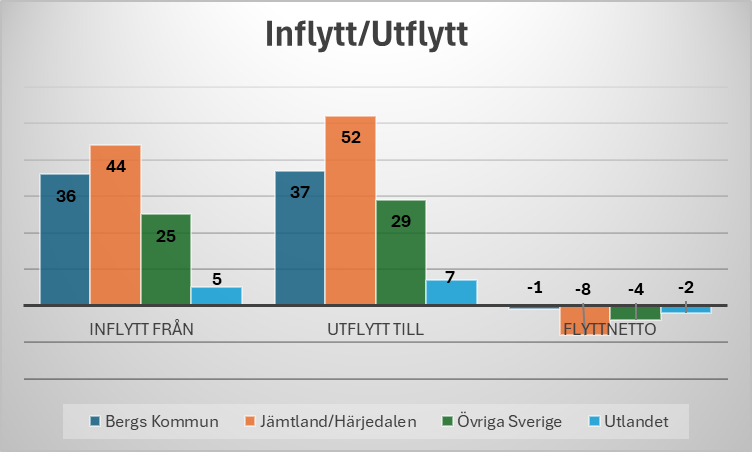 Inflytt/Utflytt
36 44 25 5 37 52 29 7 -1 -8 -4 -2
INFLYTT FRÅN UTFLYTT TILL FLYTTNETTO
Bergs Kommun Jämtland/Härjedalen Övriga Sverige Utlandet